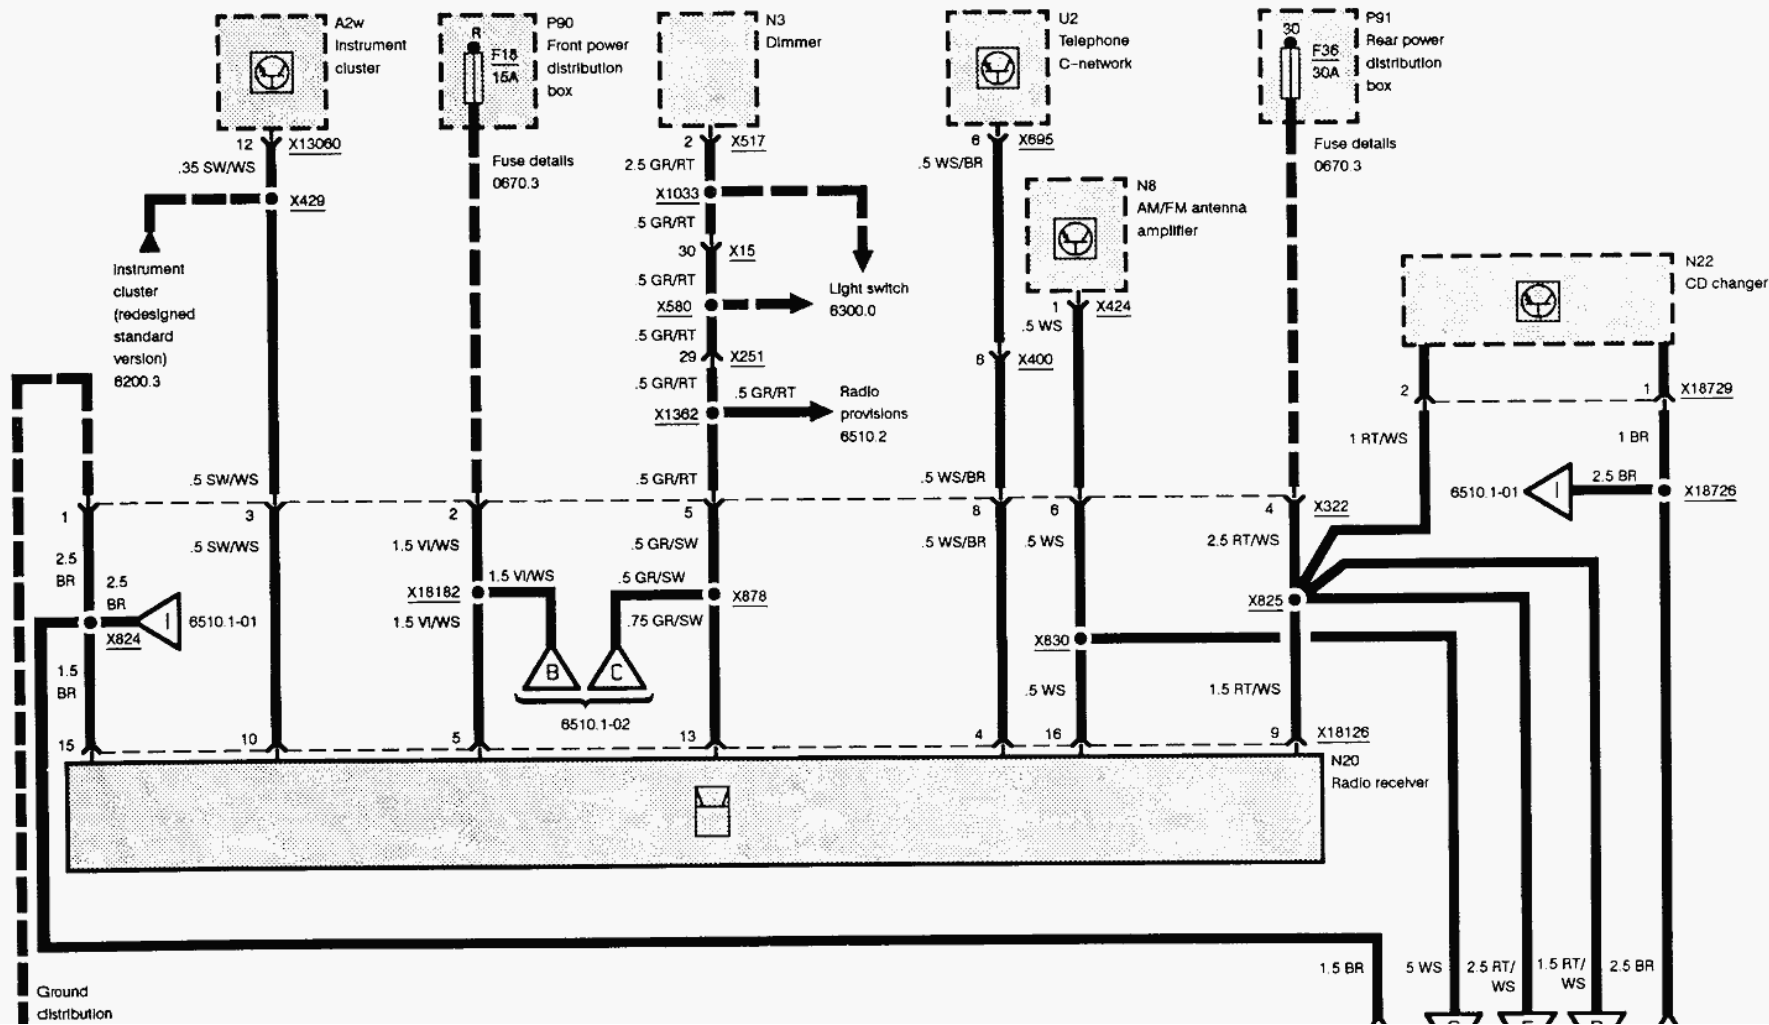 A2w
Instrument
cluster
12
X13060
.35 SW/WS
X429
Instrument
cluster
(redesigned
standard
version)
6200.3
.5 SW/WS
P90
Front power
distribution
box
R
F18
15A
Fuse details
0670.3
N3
Dimmer
2
X517
2.5 GR/RT
X1033
.5 GR/RT
30
X15
.5 GR/RT
X580
Light switch
6300.0
.5 GR/RT
29
X251
.5 GR/RT
.5 GR/RT
X1362
Radio
provisions
6510.2
.5 GR/RT
U2
Telephone
C-network
6
X695
.5 WS/BR
6
X400
.5 WS/BR
N8
AM/FM antenna
amplifier
1
X424
.5 WS
P91
Rear power
distribution
box
30
F36
30A
Fuse details
0670.3
N22
CD changer
2
1
X18729
1 RT/WS
1 BR
6510.1-01
I
2.5 BR
X18726
1
3
2
5
8
6
4
X322
2.5
BR
.5 SW/WS
1.5 VI/WS
.5 GR/SW
.5 WS/BR
.5 WS
2.5 RT/WS
2.5
BR
I
6510.1-01
X824
X18182
1.5 VI/WS
.5 GR/SW
X878
X825
1.5 VI/WS
.75 GR/SW
X830
1.5
BR
B
C
6510.1-02
.5 WS
1.5 RT/WS
15
10
5
13
4
16
9
X18126
N20
Radio receiver
1.5 BR
5 WS
2.5 RT/
WS
1.5 RT/
WS
2.5 BR
Ground
distribution